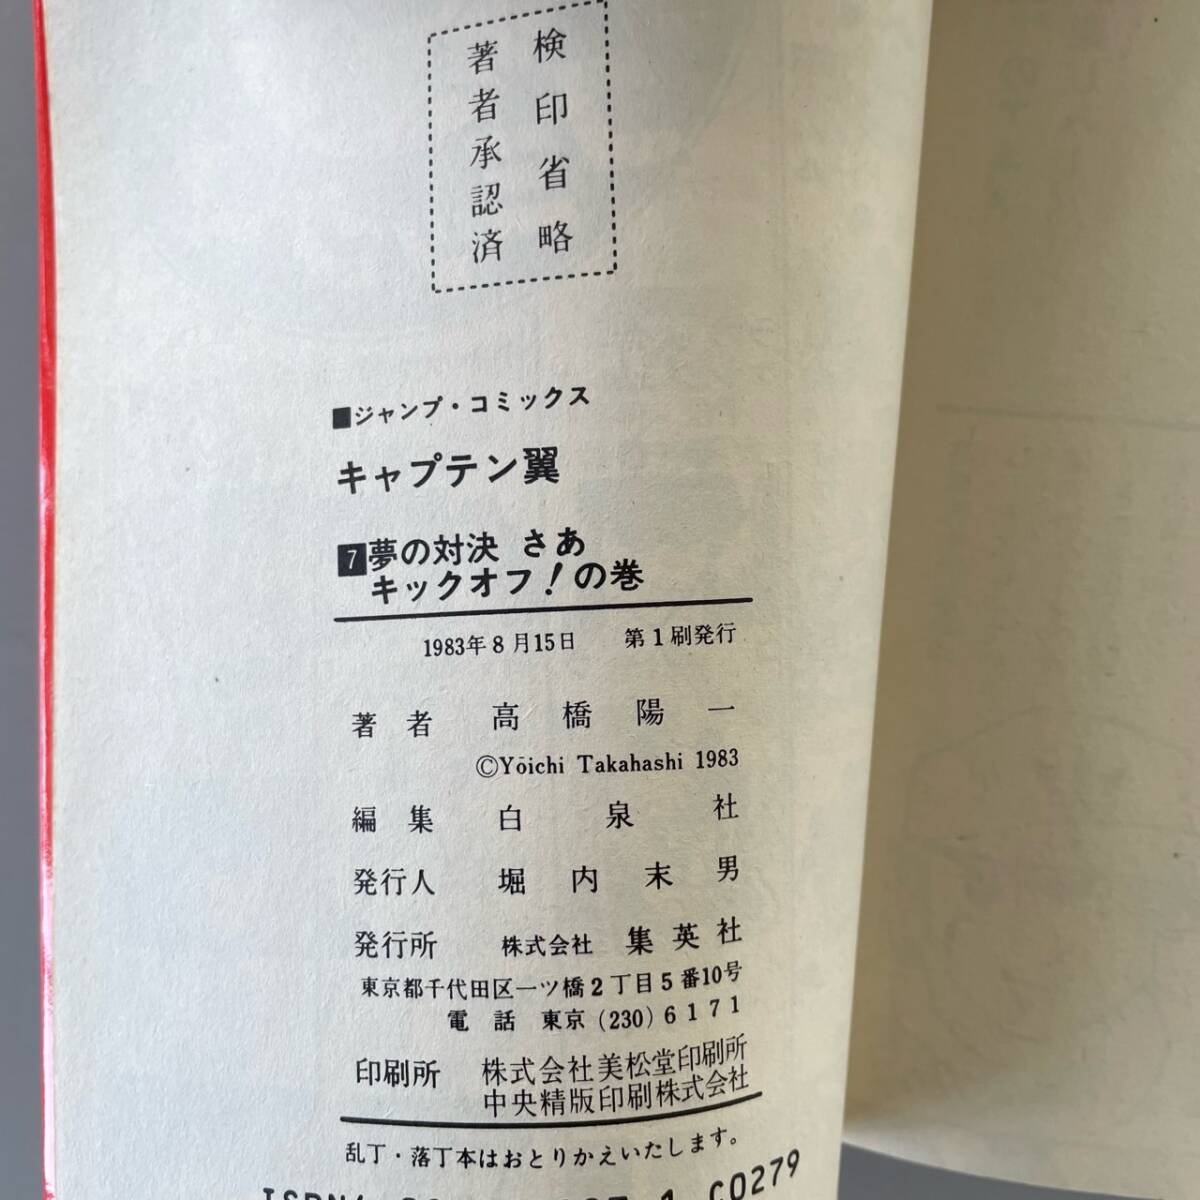 検印省略
著者承認済
■ジャンプ・コミックス
キャプテン翼
7 夢の対決 さあ
キックオフ!の巻
1983年8月15日 第1刷発行
著者 高橋陽一
©Yōichi Takahashi 1983
編集 白泉社
発行人 堀内末男
発行所 株式会社 集英社
東京都千代田区一ツ橋2丁目5番10号
電話 東京(230)6171
印刷所 株式会社美松堂印刷所
中央精版印刷株式会社
乱丁・落丁本はおとりかえいたします。
C0279